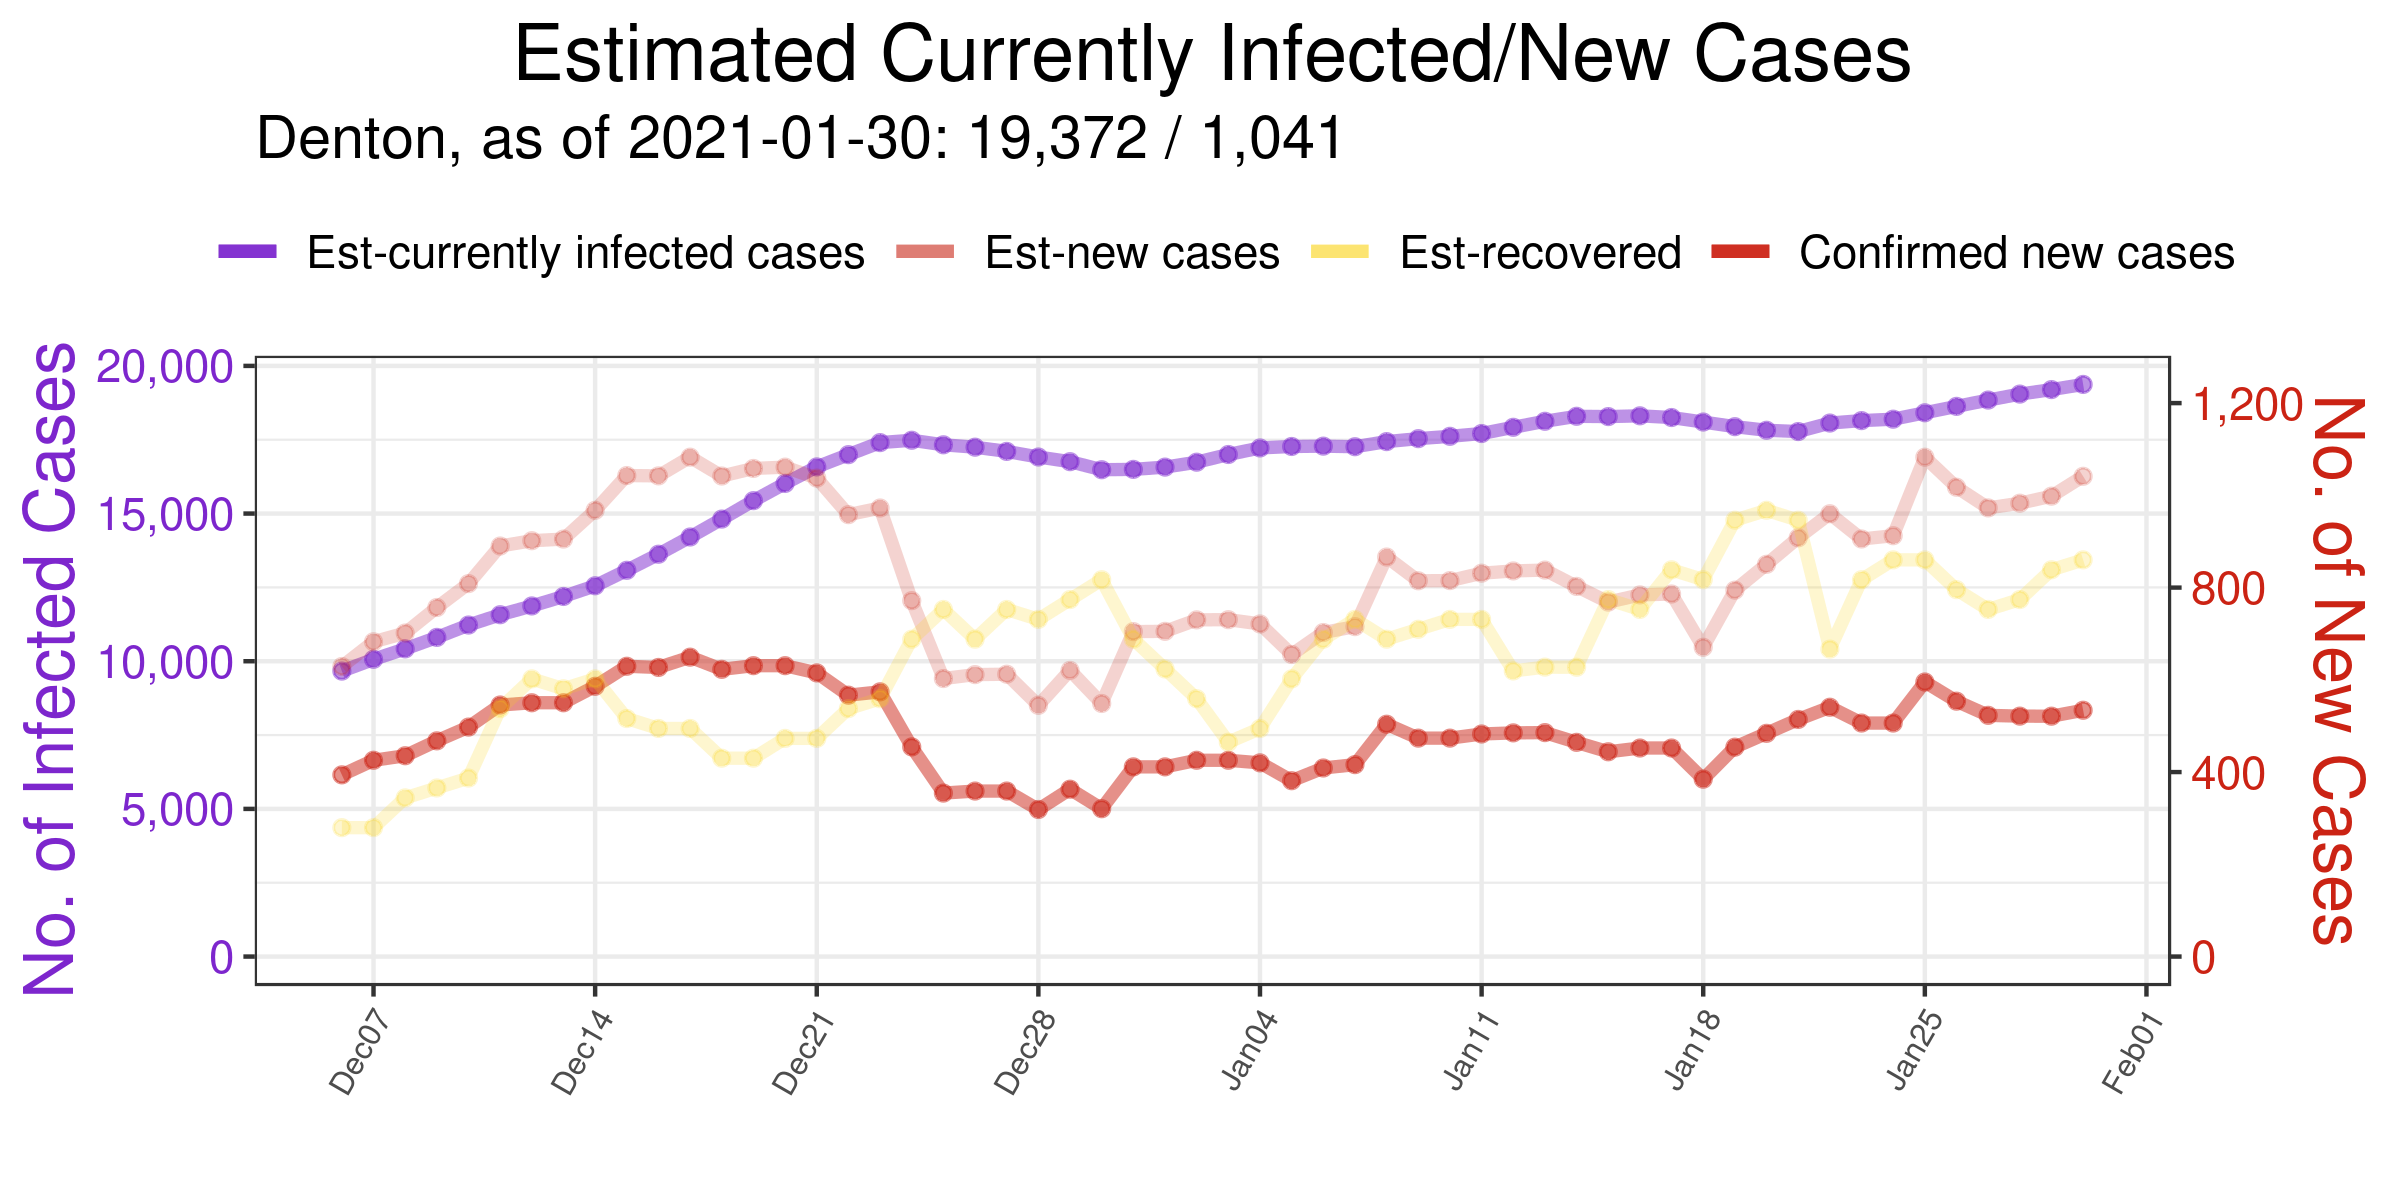 Estimated Currently Infected/New Cases
Denton, as of 2021-01-30: 19,372 / 1,041
Est-currently infected cases Est-new cases Est-recovered Confirmed new cases
No. of Infected Cases
20,000
15,000
10,000
5,000
0
1,200
800
400
0
No. of New Cases
Dec07 Dec14 Dec21 Dec28 Jan04 Jan11 Jan18 Jan25 Feb01